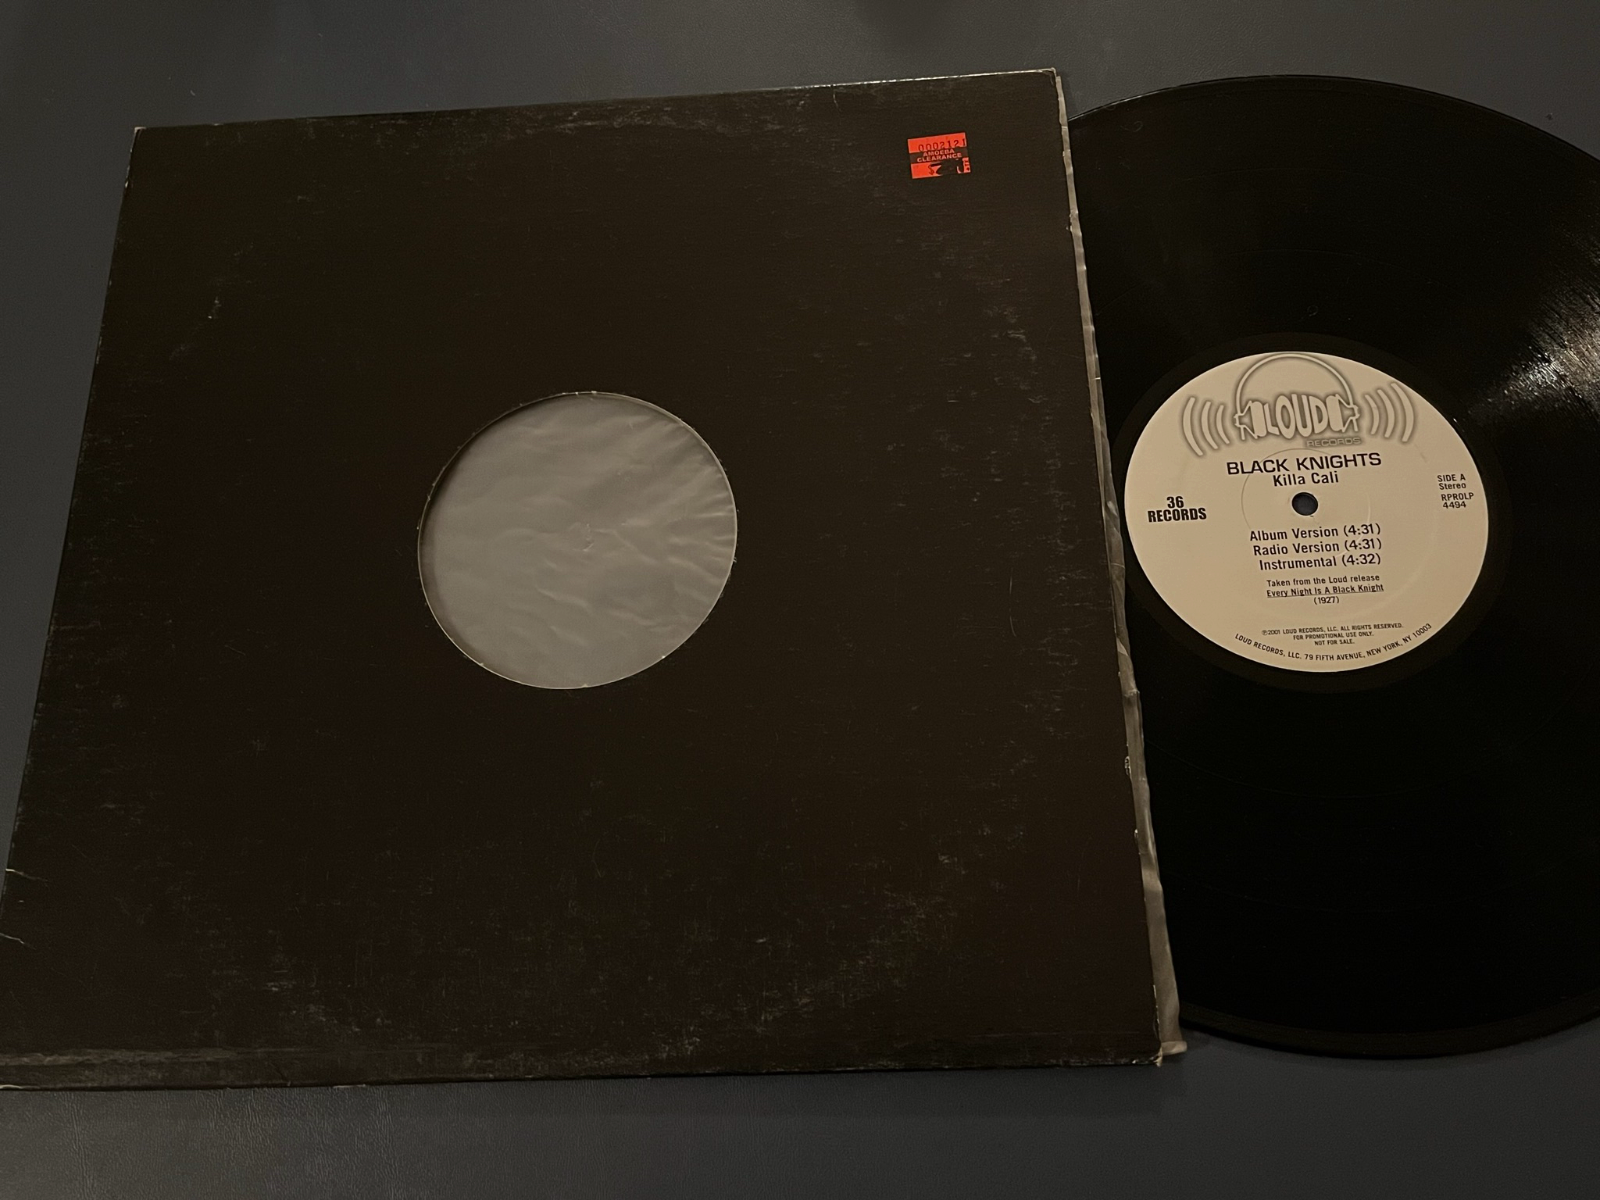 0002121
AMOEBA
CLEARANCE
LOUD
RECORDS
BLACK KNIGHTS
Killa Cali
SIDE A
Stereo
RPROLP
4494
36
RECORDS
Album Version (4:31)
Radio Version (4:31)
Instrumental (4:32)
Taken from the Loud release
Every Night Is A Black Knight
(1927)
℗2001 LOUD RECORDS, LLC. ALL RIGHTS RESERVED.
FOR PROMOTIONAL USE ONLY.
NOT FOR SALE.
LOUD RECORDS, LLC. 79 FIFTH AVENUE, NEW YORK, NY 10003